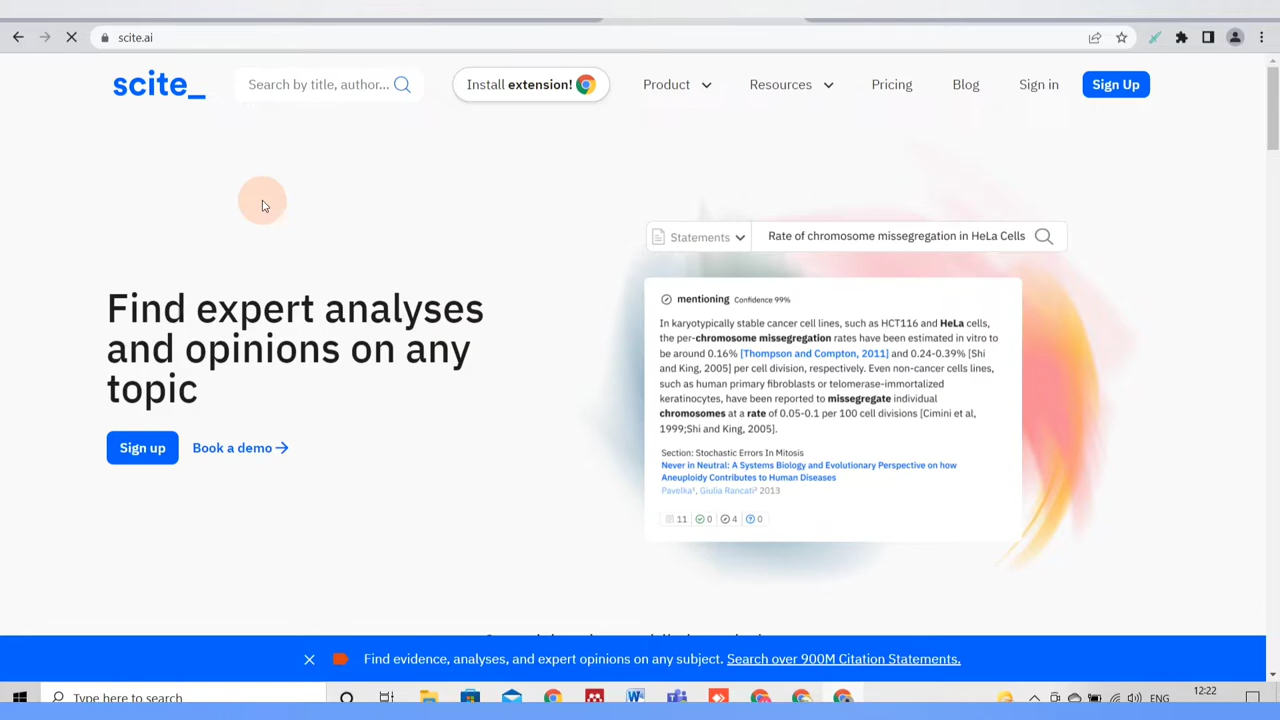 scite.ai
scite_
Search by title, author...
Install extension!
Product
Resources
Pricing
Blog
Sign in
Sign Up
Find expert analyses
and opinions on any
topic
Sign up
Book a demo
Statements
Rate of chromosome missegregation in HeLa Cells
mentioning Confidence 99%
In karyotypically stable cancer cell lines, such as HCT116 and HeLa cells,
the per-chromosome missegregation rates have been estimated in vitro to
be around 0.16% [Thompson and Compton, 2011] and 0.24-0.39% [Shi
and King, 2005] per cell division, respectively. Even non-cancer cells lines,
such as human primary fibroblasts or telomerase-immortalized
keratinocytes, have been reported to missegregate individual
chromosomes at a rate of 0.05-0.1 per 100 cell divisions [Cimini et al,
1999;Shi and King, 2005].
Section: Stochastic Errors In Mitosis
Never in Neutral: A Systems Biology and Evolutionary Perspective on how
Aneuploidy Contributes to Human Diseases
Pavelka¹, Giulia Rancati² 2013
11 0 4 0
Find evidence, analyses, and expert opinions on any subject. Search over 900M Citation Statements.
Type here to search
ENG
12:22